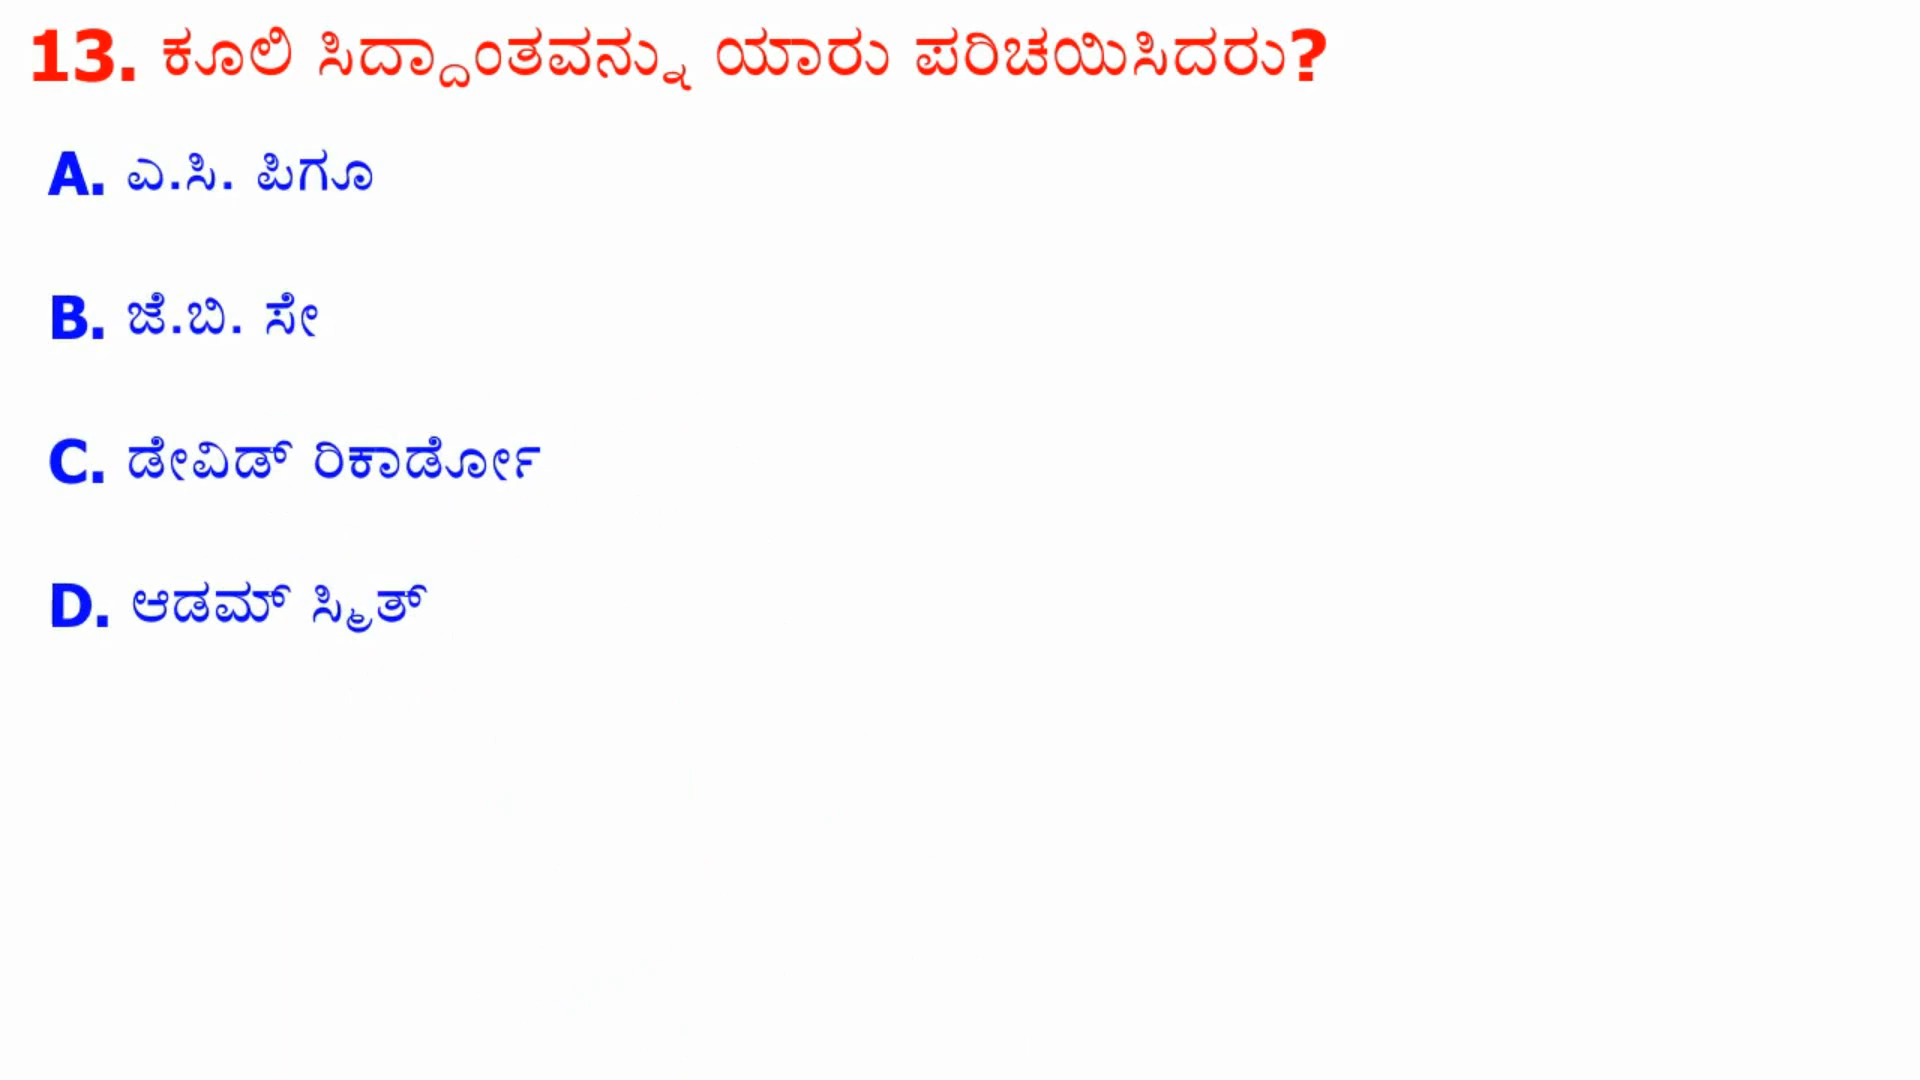 13. ಕೂಲಿ ಸಿದ್ದಾಂತವನ್ನು ಯಾರು ಪರಿಚಯಿಸಿದರು?
A. ಎ.ಸಿ. ಪಿಗೂ
B. ಜೆ.ಬಿ. ಸೇ
C. ಡೇವಿಡ್ ರಿಕಾರ್ಡೋ
D. ಆಡಮ್ ಸ್ಮಿತ್